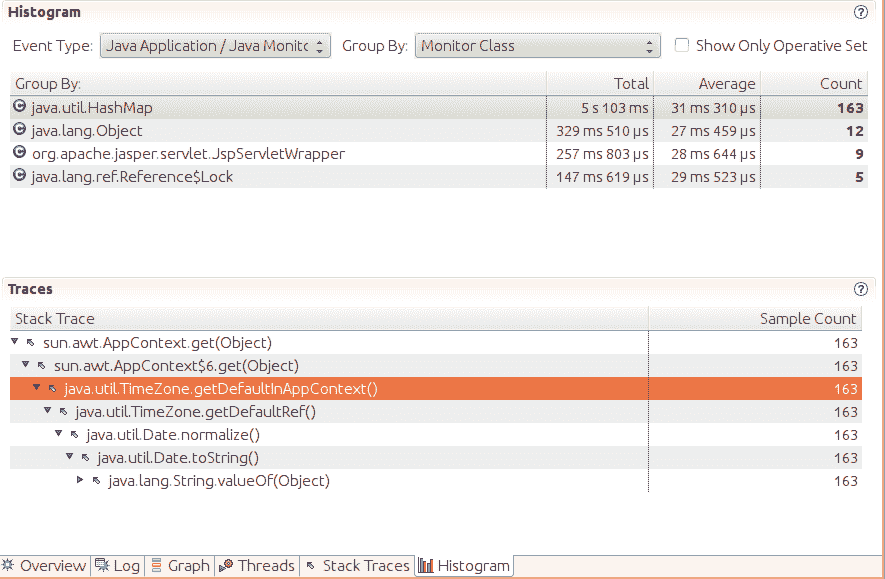 Histogram
Event Type: Java Application / Java Monito Group By: Monitor Class Show Only Operative Set
Group By: Total Average Count
java.util.HashMap 5 s 103 ms 31 ms 310 µs 163
java.lang.Object 329 ms 510 µs 27 ms 459 µs 12
org.apache.jasper.servlet.JspServletWrapper 257 ms 803 µs 28 ms 644 µs 9
java.lang.ref.Reference$Lock 147 ms 619 µs 29 ms 523 µs 5
Traces
Stack Trace Sample Count
sun.awt.AppContext.get(Object) 163
sun.awt.AppContext$6.get(Object) 163
java.util.TimeZone.getDefaultInAppContext() 163
java.util.TimeZone.getDefaultRef() 163
java.util.Date.normalize() 163
java.util.Date.toString() 163
java.lang.String.valueOf(Object) 163
Overview Log Graph Threads Stack Traces Histogram